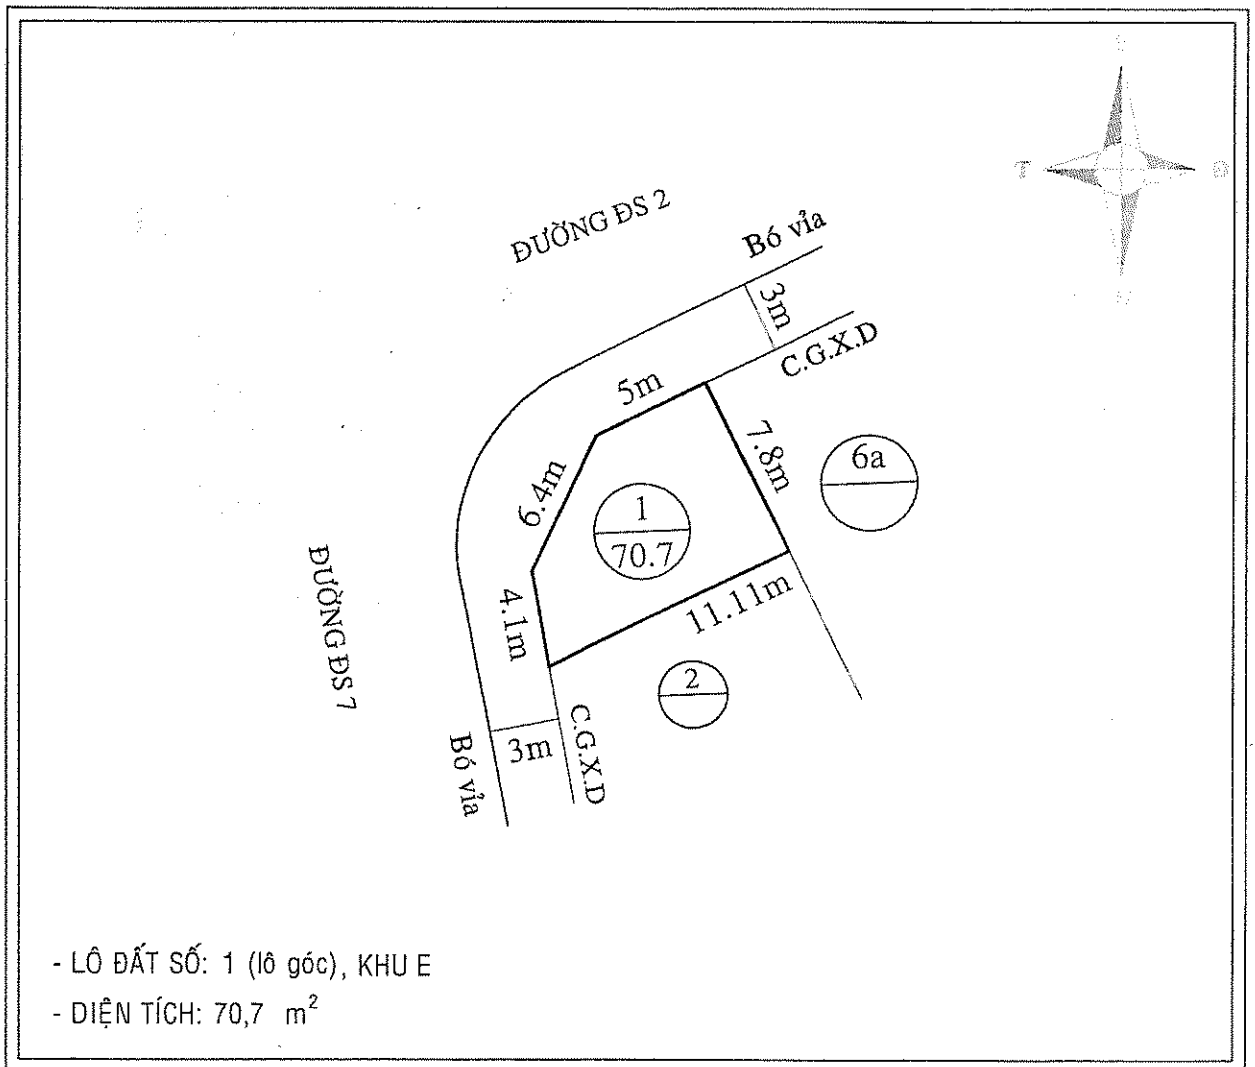 B
T
Đ
N
ĐƯỜNG ĐS 2
Bó vỉa
3m
C.G.X.D
5m
7.8m
6a
6.4m
1
70.7
ĐƯỜNG ĐS 7
4.1m
11.11m
2
C.G.X.D
3m
Bó vỉa
- LÔ ĐẤT SỐ: 1 (lô góc), KHU E
- DIỆN TÍCH: 70,7 m²